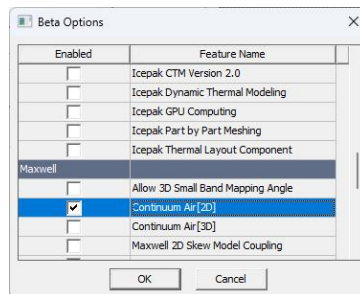 Beta Options
Enabled Feature Name
Icepak CTM Version 2.0
Icepak Dynamic Thermal Modeling
Icepak GPU Computing
Icepak Part by Part Meshing
Icepak Thermal Layout Component
Maxwell
Allow 3D Small Band Mapping Angle
Continuum Air[2D]
Continuum Air[3D]
Maxwell 2D Skew Model Coupling
OK Cancel